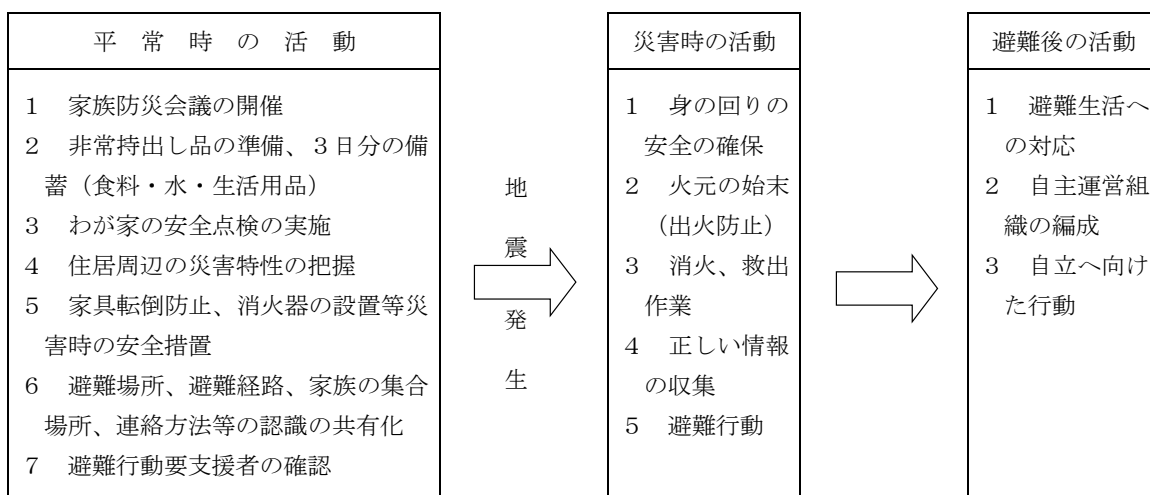 平 常 時 の 活 動
1 家族防災会議の開催
2 非常持出し品の準備、3日分の備
蓄（食料・水・生活用品）
3 わが家の安全点検の実施
4 住居周辺の災害特性の把握
5 家具転倒防止、消火器の設置等災
害時の安全措置
6 避難場所、避難経路、家族の集合
場所、連絡方法等の認識の共有化
7 避難行動要支援者の確認
地
震
発
生
災害時の活動
1 身の回りの
安全の確保
2 火元の始末
（出火防止）
3 消火、救出
作業
4 正しい情報
の収集
5 避難行動
避難後の活動
1 避難生活へ
の対応
2 自主運営組
織の編成
3 自立へ向け
た行動